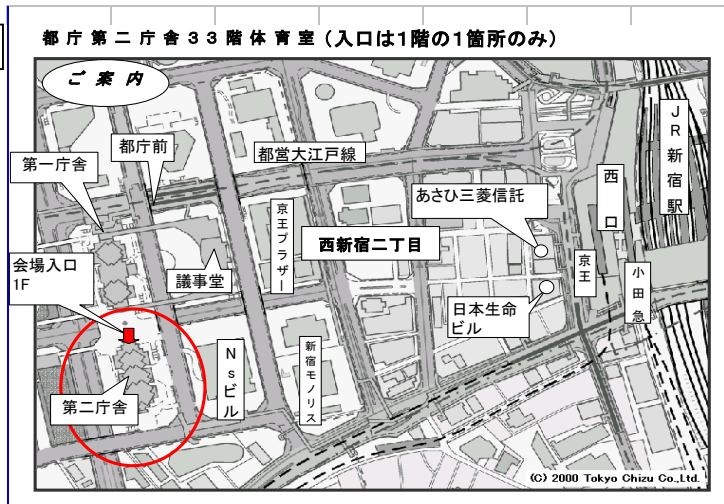 都庁第二庁舎33階体育室(入口は1階の1箇所のみ)
ご案内
都庁前
第一庁舎
都営大江戸線
JR新宿駅
西口
あさひ三菱信託
京王プラザー
西新宿二丁目
議事堂
会場入口
1F
京王
小田急
日本生命
ビル
Nsビル
新宿モノリス
第二庁舎
(C) 2000 Tokyo Chizu Co.,Ltd.